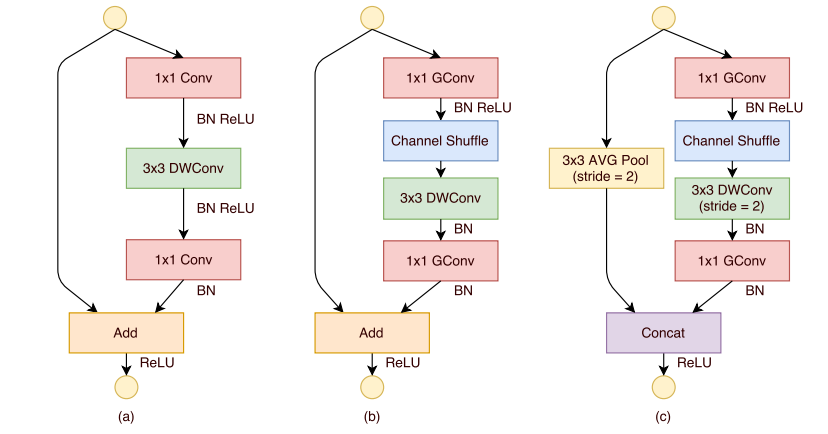 1x1 Conv
BN ReLU
3x3 DWConv
BN ReLU
1x1 Conv
BN
Add
ReLU
(a)
1x1 GConv
BN ReLU
Channel Shuffle
3x3 DWConv
BN
1x1 GConv
BN
Add
ReLU
(b)
3x3 AVG Pool
(stride = 2)
1x1 GConv
BN ReLU
Channel Shuffle
3x3 DWConv
(stride = 2)
BN
1x1 GConv
BN
Concat
ReLU
(c)